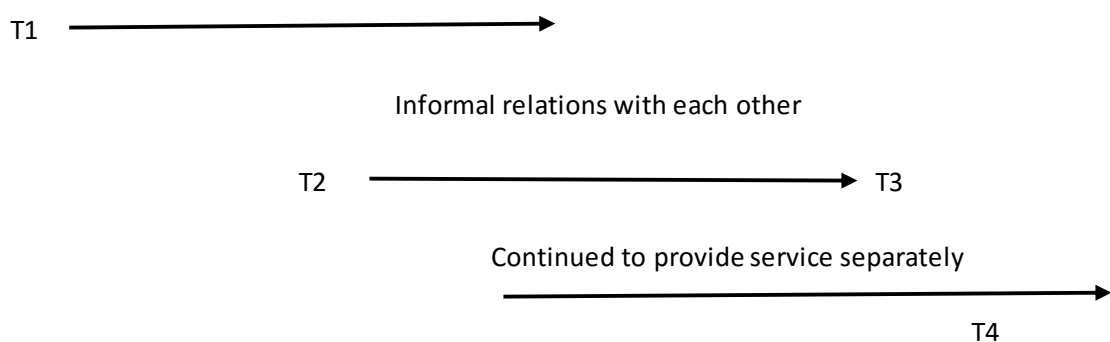 T1
Informal relations with each other
T2 T3
Continued to provide service separately
T4